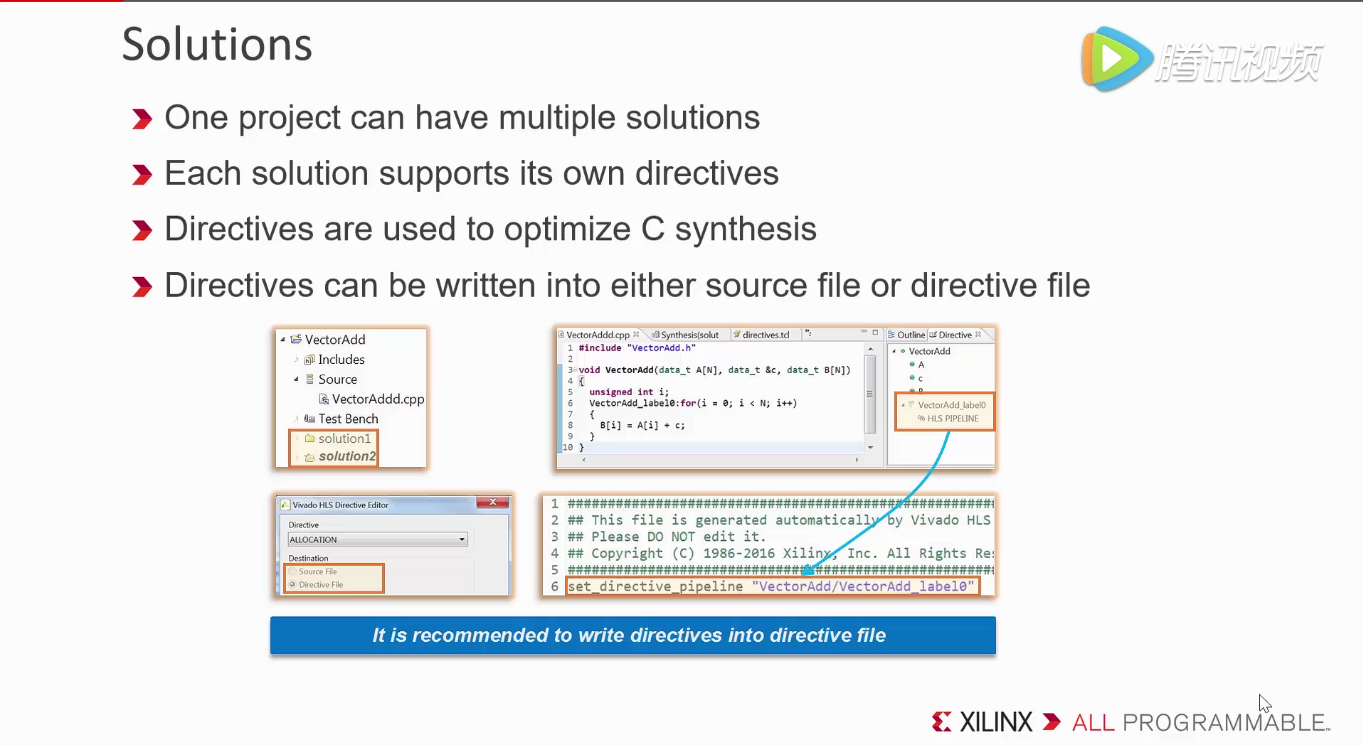 Solutions
腾讯视频
One project can have multiple solutions
Each solution supports its own directives
Directives are used to optimize C synthesis
Directives can be written into either source file or directive file
VectorAdd
Includes
Source
VectorAddd.cpp
Test Bench
solution1
solution2
VectorAddd.cpp
Synthesis(solut
directives.tcl
1 #include "VectorAdd.h"
2
3 void VectorAdd(data_t A[N], data_t &c, data_t B[N])
4 {
5 unsigned int i;
6 VectorAdd_label0:for(i = 0; i < N; i++)
7 {
8 B[i] = A[i] + c;
9 }
10 }
Outline
Directive
VectorAdd
A
c
B
VectorAdd_label0
% HLS PIPELINE
Vivado HLS Directive Editor
Directive
ALLOCATION
Destination
Source File
Directive File
1 ######################################################
2 ## This file is generated automatically by Vivado HLS
3 ## Please DO NOT edit it.
4 ## Copyright (C) 1986-2016 Xilinx, Inc. All Rights Res
5 ######################################################
6 set_directive_pipeline "VectorAdd/VectorAdd_label0"
It is recommended to write directives into directive file
XILINX ALL PROGRAMMABLE™